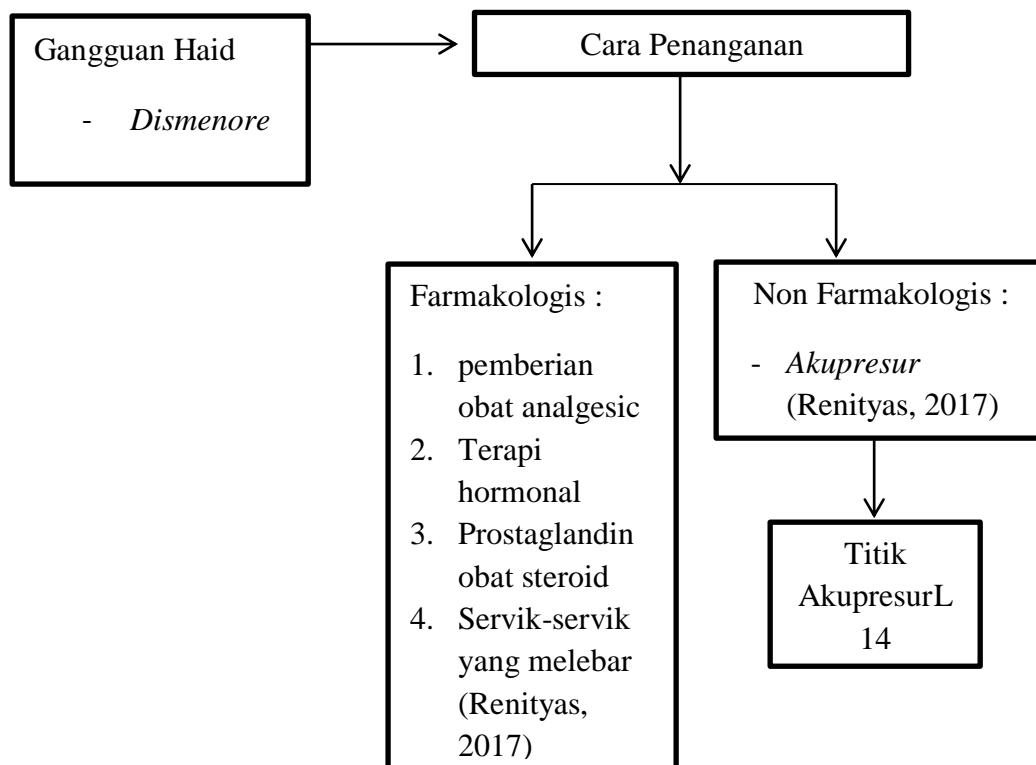 Gangguan Haid
- Dismenore
Cara Penanganan
Farmakologis :
1. pemberian
obat analgesic
2. Terapi
hormonal
3. Prostaglandin
obat steroid
4. Servik-servik
yang melebar
(Renityas,
2017)
Non Farmakologis :
- Akupresur
(Renityas, 2017)
Titik
AkupresurL
14